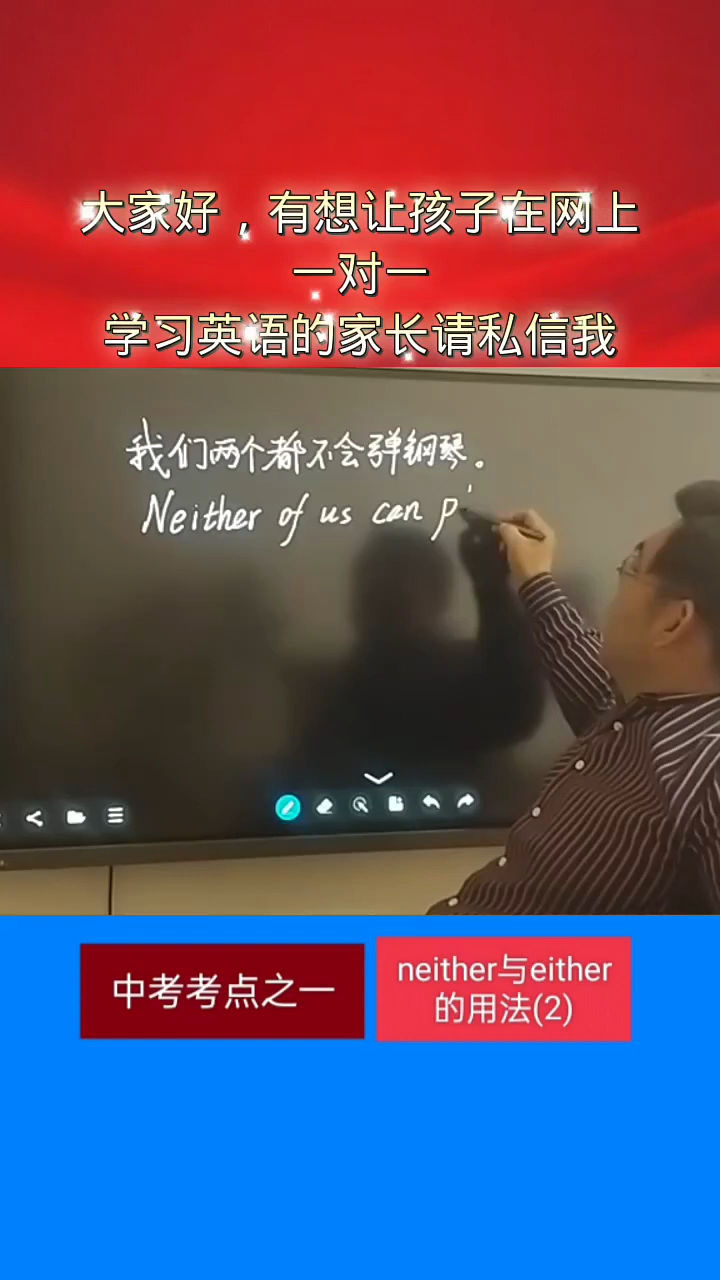 大家好，有想让孩子在网上
一对一
学习英语的家长请私信我
我们两个都不会弹钢琴。
Neither of us can p
中考考点之一
neither与either
的用法(2)